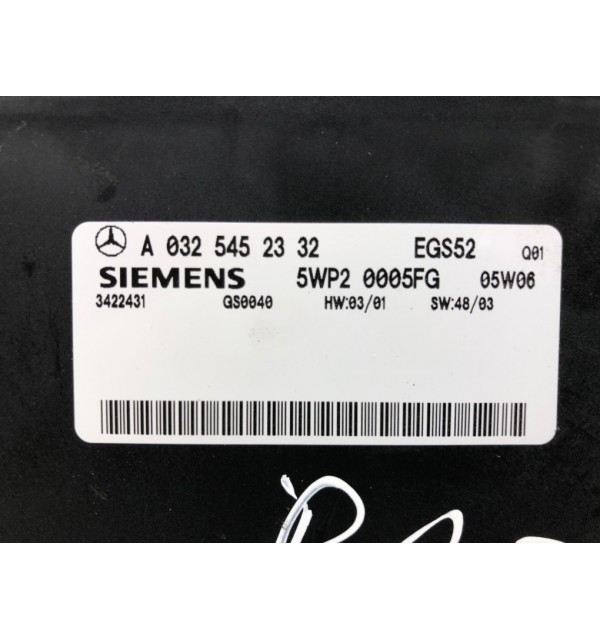 A 032 545 23 32 EGS52 Q01
SIEMENS 5WP2 0005FG 05W06
3422431 GS0040 HW:03/01 SW:48/03